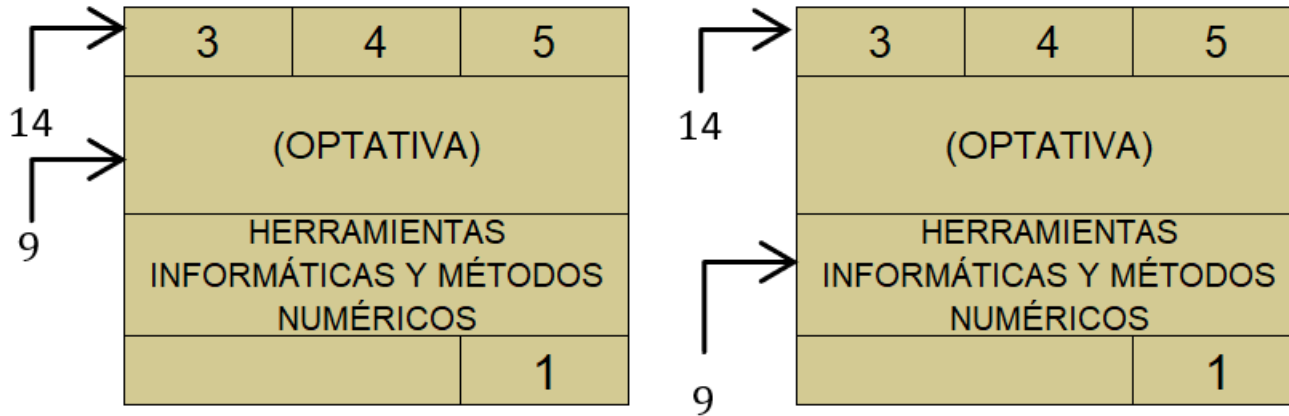 3 4 5
14
(OPTATIVA)
9
HERRAMIENTAS
INFORMÁTICAS Y MÉTODOS
NUMÉRICOS
1
3 4 5
14
(OPTATIVA)
HERRAMIENTAS
INFORMÁTICAS Y MÉTODOS
NUMÉRICOS
9
1